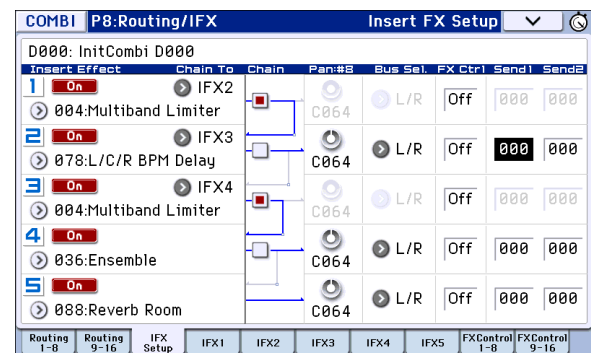 COMBI P8:Routing/IFX Insert FX Setup
D000: InitCombi D000
Insert Effect Chain To Chain Pan:#8 Bus Sel. FX Ctrl Send1 Send2
1 On IFX2
004:Multiband Limiter C064 L/R Off 000 000
2 On IFX3
078:L/C/R BPM Delay C064 L/R Off 000 000
3 On IFX4
004:Multiband Limiter C064 L/R Off 000 000
4 On
036:Ensemble C064 L/R Off 000 000
5 On
088:Reverb Room C064 L/R Off 000 000
Routing 1-8 Routing 9-16 IFX Setup IFX1 IFX2 IFX3 IFX4 IFX5 FXControl 1-8 FXControl 9-16